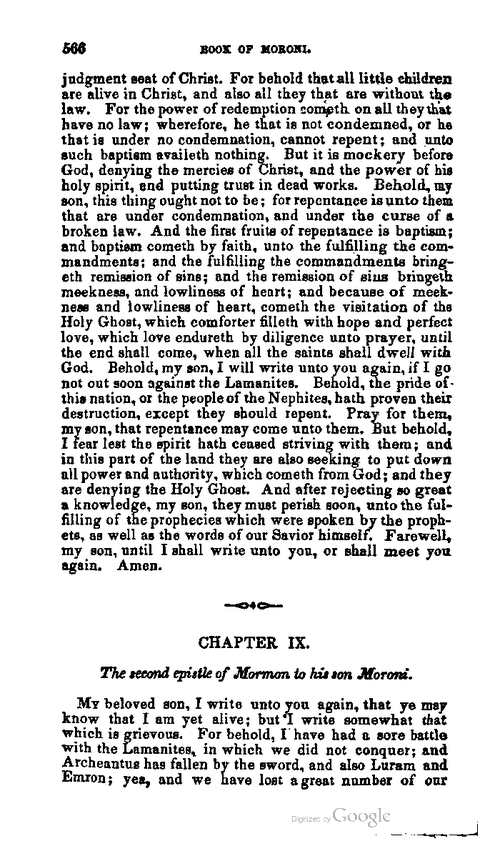 566 BOOK OF MORONI.
judgment seat of Christ. For behold that all little children
are alive in Christ, and also all they that are without the
law. For the power of redemption cometh on all they that
have no law; wherefore, he that is not condemned, or he
that is under no condemnation, cannot repent; and unto
such baptism availeth nothing. But it is mockery before
God, denying the mercies of Christ, and the power of his
holy spirit, and putting trust in dead works. Behold, my
son, this thing ought not to be; for repentance is unto them
that are under condemnation, and under the curse of a
broken law. And the first fruits of repentance is baptism;
and baptism cometh by faith, unto the fulfilling the com-
mandments; and the fulfilling the commandments bring-
eth remission of sins; and the remission of sins bringeth
meekness, and lowliness of heart; and because of meek-
ness and lowliness of heart, cometh the visitation of the
Holy Ghost, which comforter filleth with hope and perfect
love, which love endureth by diligence unto prayer, until
the end shall come, when all the saints shall dwell with
God. Behold, my son, I will write unto you again, if I go
not out soon against the Lamanites. Behold, the pride of
this nation, or the people of the Nephites, hath proven their
destruction, except they should repent. Pray for them,
my son, that repentance may come unto them. But behold,
I fear lest the spirit hath ceased striving with them; and
in this part of the land they are also seeking to put down
all power and authority, which cometh from God; and they
are denying the Holy Ghost. And after rejecting so great
a knowledge, my son, they must perish soon, unto the ful-
filling of the prophecies which were spoken by the proph-
ets, as well as the words of our Savior himself. Farewell,
my son, until I shall write unto you, or shall meet you
again. Amen.
CHAPTER IX.
The second epistle of Mormon to his son Moroni.
MY beloved son, I write unto you again, that ye may
know that I am yet alive; but I write somewhat that
which is grievous. For behold, I have had a sore battle
with the Lamanites, in which we did not conquer; and
Archeantus has fallen by the sword, and also Luram and
Emron; yea, and we have lost a great number of our
Digitized by Google